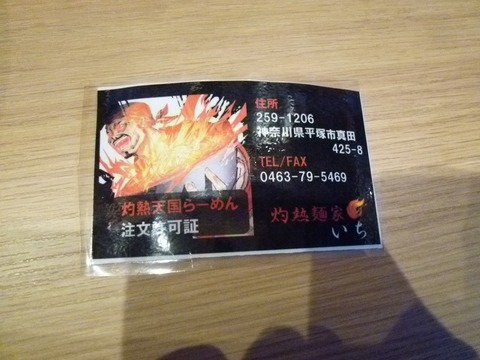 住所
259-1206
神奈川県平塚市真田
425-8
TEL/FAX
0463-79-5469
灼熱天国らーめん
注文許可証
灼熱麺家
いち